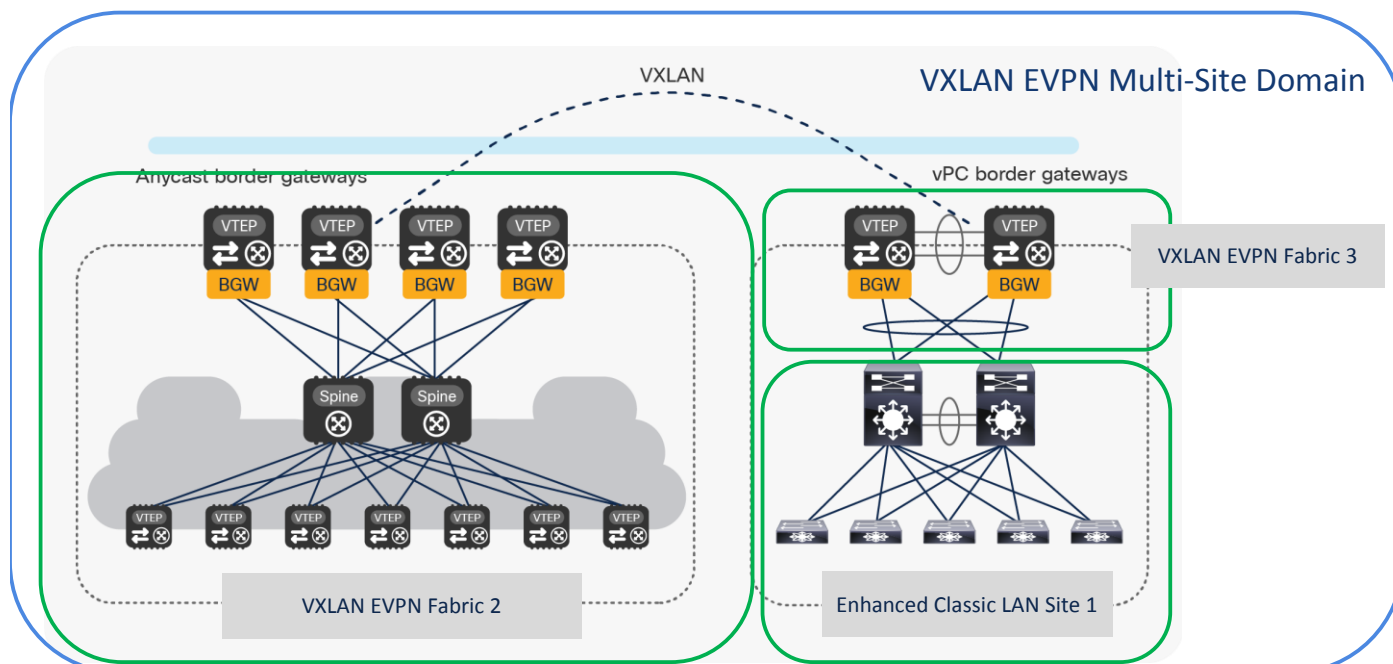 VXLAN
VXLAN EVPN Multi-Site Domain
Anycast border gateways
vPC border gateways
VTEP VTEP VTEP VTEP VTEP VTEP
VXLAN EVPN Fabric 3
BGW BGW BGW BGW BGW BGW
Spine Spine
VTEP VTEP VTEP VTEP VTEP VTEP VTEP
VXLAN EVPN Fabric 2
Enhanced Classic LAN Site 1